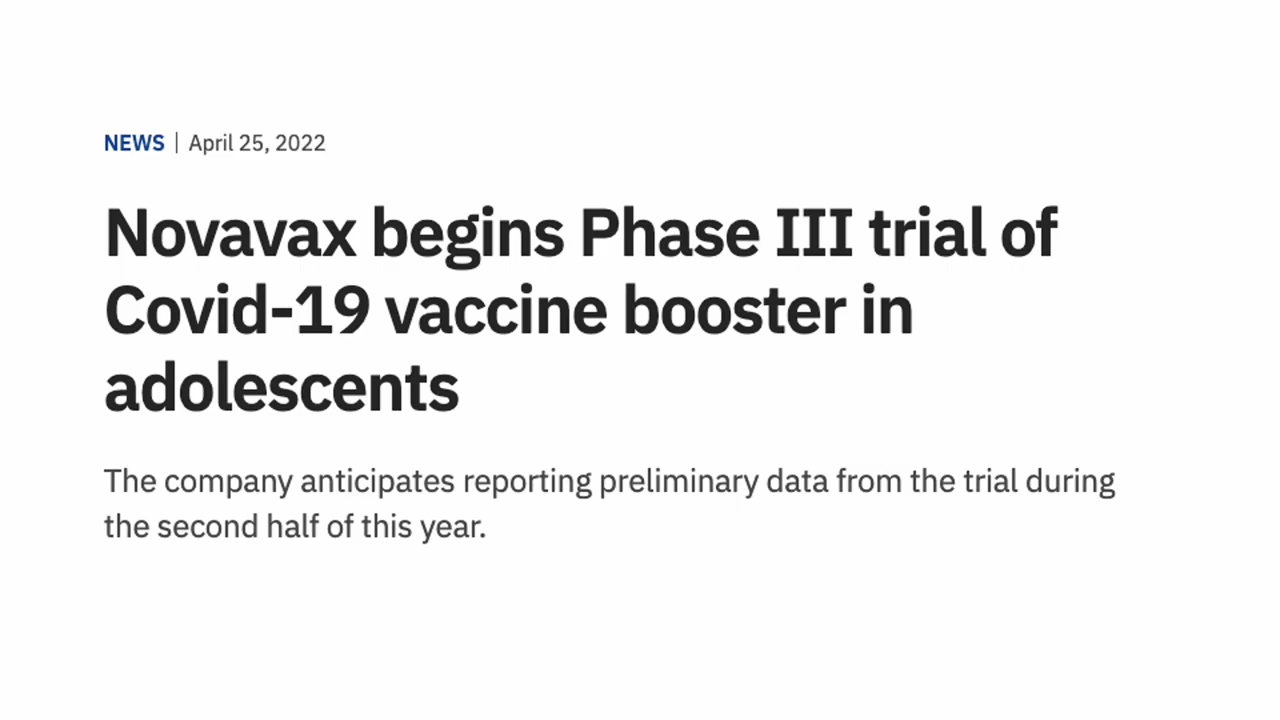 NEWS | April 25, 2022
Novavax begins Phase III trial of
Covid-19 vaccine booster in
adolescents
The company anticipates reporting preliminary data from the trial during
the second half of this year.